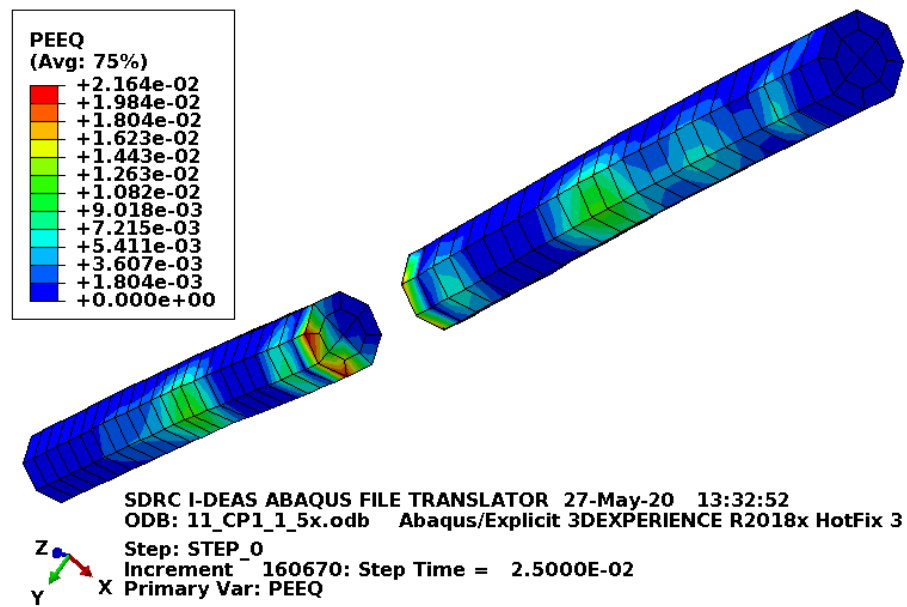 PEEQ
(Avg: 75%)
+2.164e-02
+1.984e-02
+1.804e-02
+1.623e-02
+1.443e-02
+1.263e-02
+1.082e-02
+9.018e-03
+7.215e-03
+5.411e-03
+3.607e-03
+1.804e-03
+0.000e+00
SDRC I-DEAS ABAQUS FILE TRANSLATOR 27-May-20 13:32:52
ODB: 11_CP1_1_5x.odb Abaqus/Explicit 3DEXPERIENCE R2018x HotFix 3
Step: STEP_0
Increment 160670: Step Time = 2.5000E-02
Primary Var: PEEQ
Z
Y
X